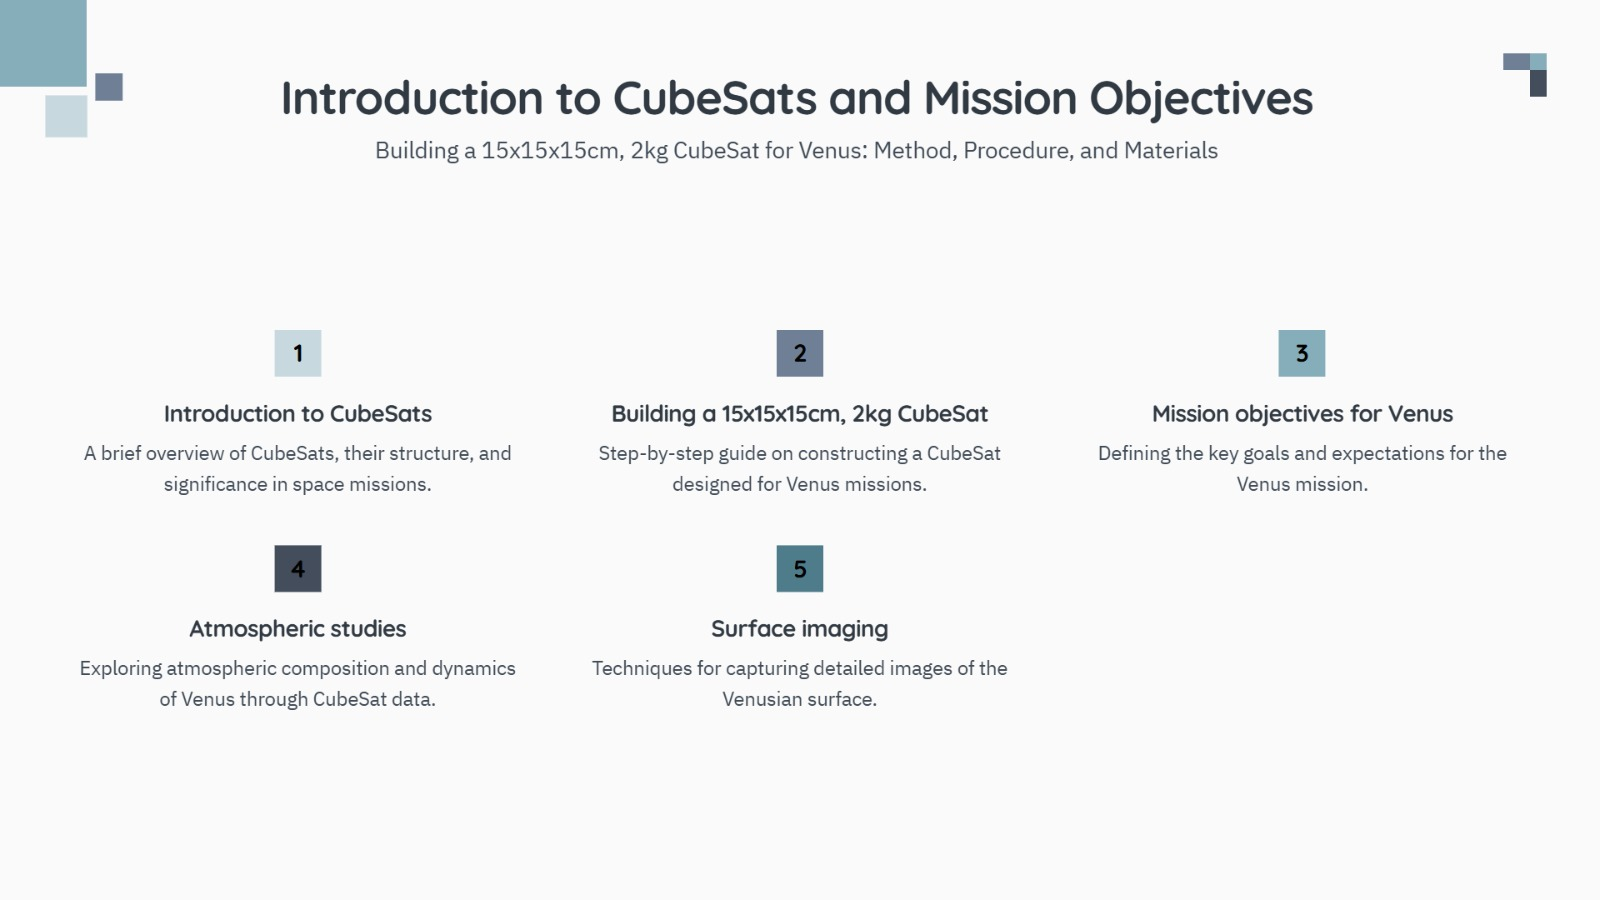 Introduction to CubeSats and Mission Objectives
Building a 15x15x15cm, 2kg CubeSat for Venus: Method, Procedure, and Materials
1
Introduction to CubeSats
A brief overview of CubeSats, their structure, and
significance in space missions.
2
Building a 15x15x15cm, 2kg CubeSat
Step-by-step guide on constructing a CubeSat
designed for Venus missions.
3
Mission objectives for Venus
Defining the key goals and expectations for the
Venus mission.
4
Atmospheric studies
Exploring atmospheric composition and dynamics
of Venus through CubeSat data.
5
Surface imaging
Techniques for capturing detailed images of the
Venusian surface.